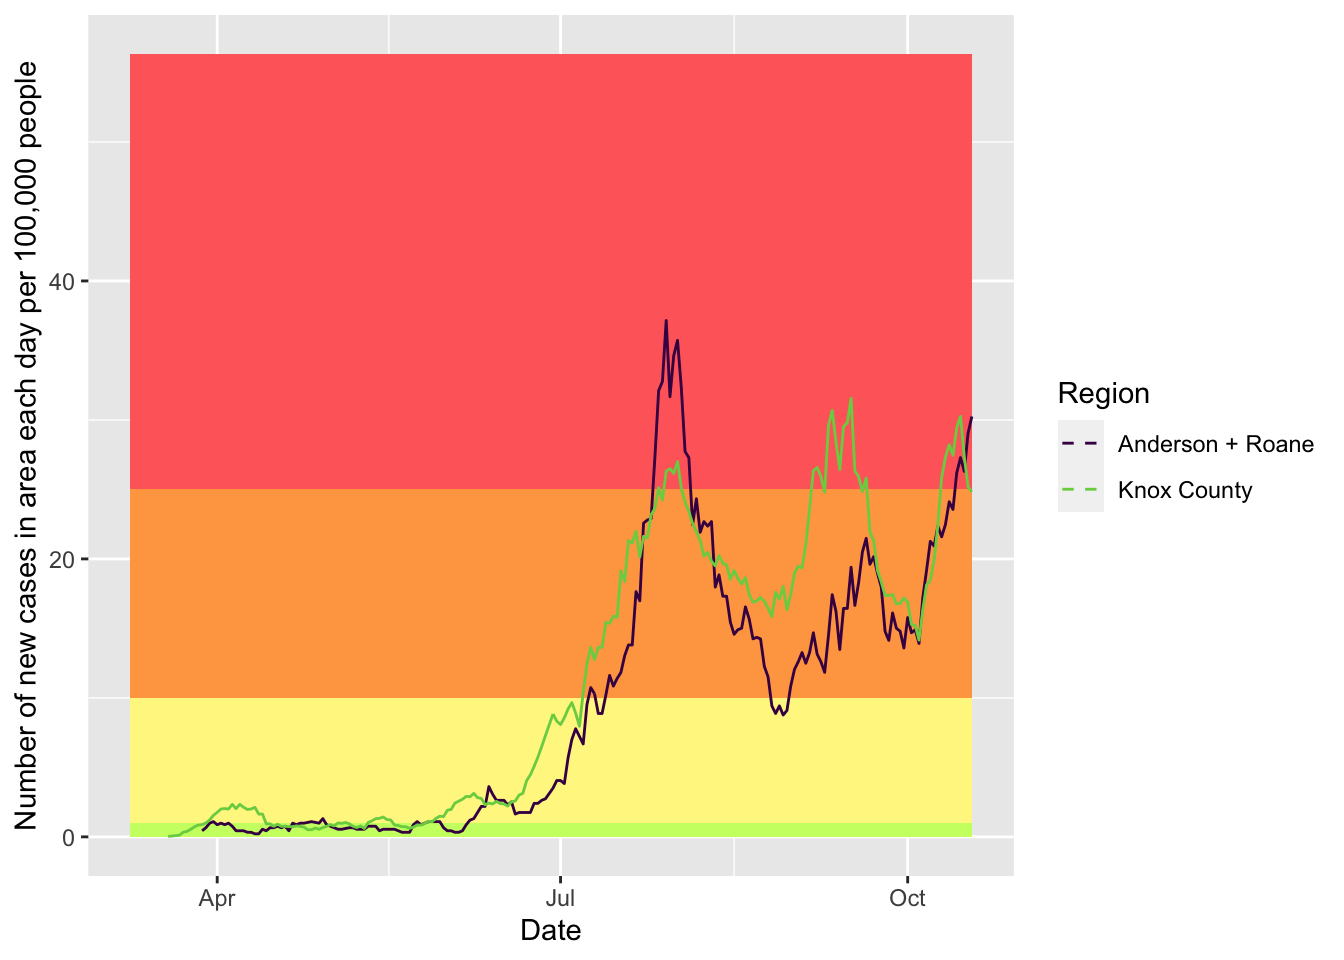 Number of new cases in area each day per 100,000 people
40
20
0
Apr
Jul
Oct
Date
Region
Anderson + Roane
Knox County